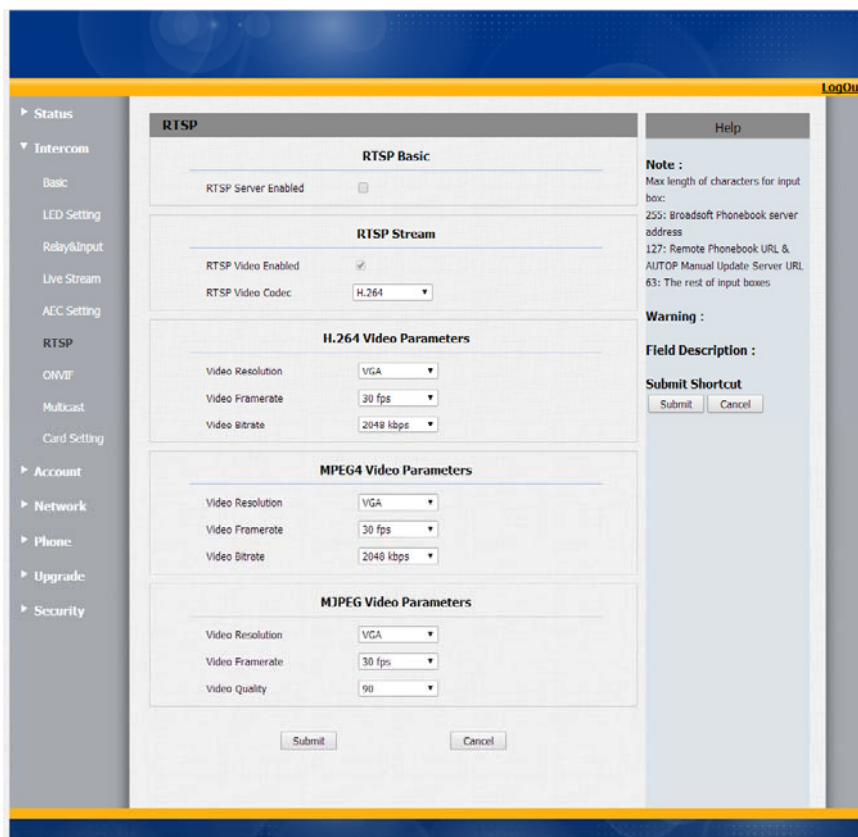 LogOu
Status
Intercom
Basic
LED Setting
Relay&Input
Live Stream
AEC Setting
RTSP
ONVIF
Multicast
Card Setting
Account
Network
Phone
Upgrade
Security
RTSP
RTSP Basic
RTSP Server Enabled
RTSP Stream
RTSP Video Enabled
RTSP Video Codec H.264
H.264 Video Parameters
Video Resolution VGA
Video Framerate 30 fps
Video Bitrate 2048 kbps
MPEG4 Video Parameters
Video Resolution VGA
Video Framerate 30 fps
Video Bitrate 2048 kbps
MJPEG Video Parameters
Video Resolution VGA
Video Framerate 30 fps
Video Quality 90
Submit Cancel
Help
Note :
Max length of characters for input
box:
255: Broadsoft Phonebook server
address
127: Remote Phonebook URL &
AUTOP Manual Update Server URL
63: The rest of input boxes
Warning :
Field Description :
Submit Shortcut
Submit Cancel